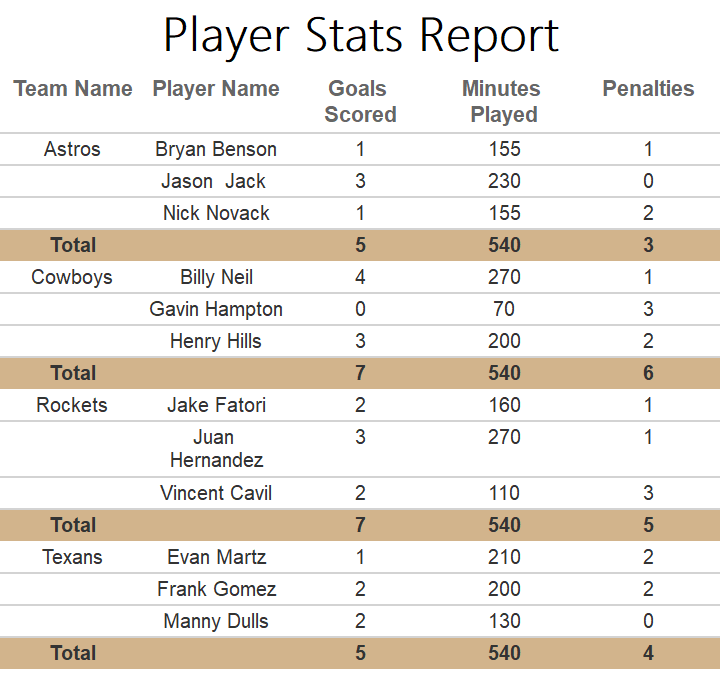 Player Stats Report
Team Name Player Name Goals Scored Minutes Played Penalties
Astros Bryan Benson 1 155 1
Jason  Jack 3 230 0
Nick Novack 1 155 2
Total 5 540 3
Cowboys Billy Neil 4 270 1
Gavin Hampton 0 70 3
Henry Hills 3 200 2
Total 7 540 6
Rockets Jake Fatori 2 160 1
Juan Hernandez 3 270 1
Vincent Cavil 2 110 3
Total 7 540 5
Texans Evan Martz 1 210 2
Frank Gomez 2 200 2
Manny Dulls 2 130 0
Total 5 540 4